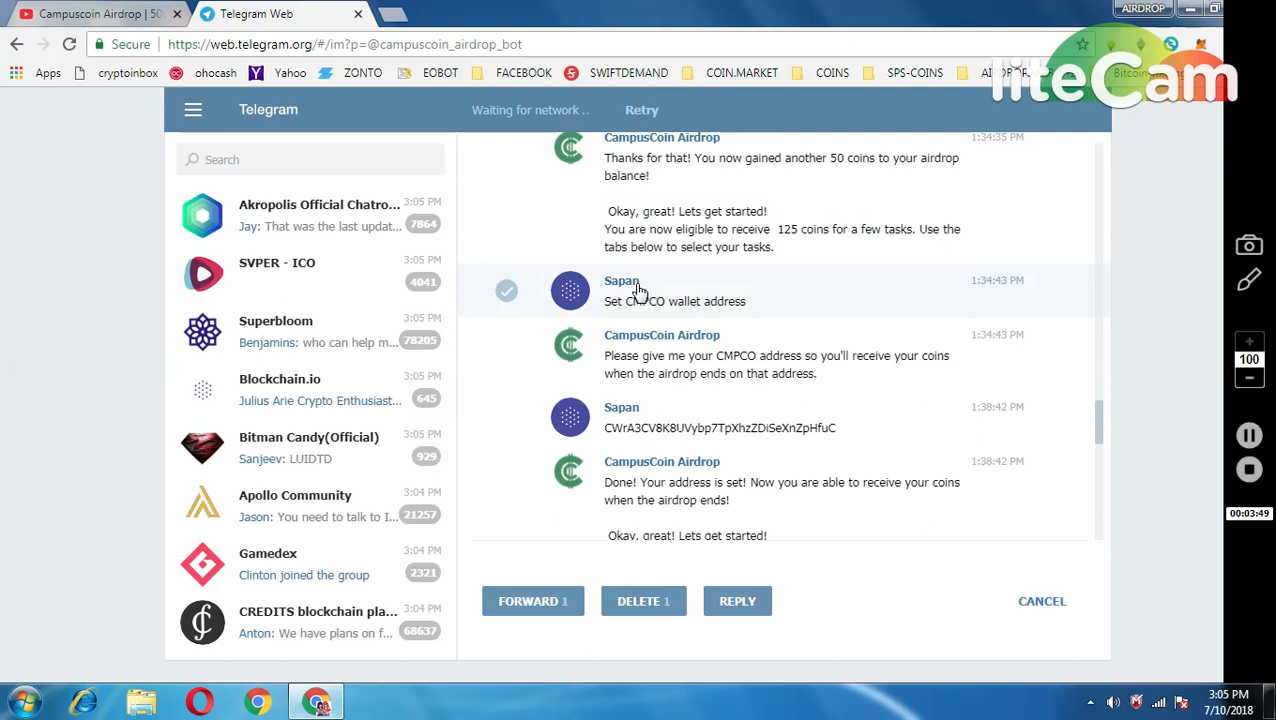 Campuscoin Airdrop | 50
Telegram Web
AIRDROP
Secure
https://web.telegram.org/#/im?p=@campuscoin_airdrop_bot
Apps
cryptoinbox
ohocash
Yahoo
ZONTO
EOBOT
FACEBOOK
SWIFTDEMAND
COIN.MARKET
COINS
SPS-COINS
liteCam
Telegram
Waiting for network ..
Retry
Search
Akropolis Official Chatro...
3:05 PM
Jay: That was the last updat...
7864
SVPER - ICO
3:05 PM
4041
Superbloom
3:05 PM
Benjamins: who can help m...
78205
Blockchain.io
3:05 PM
Julius Arie Crypto Enthusiast...
645
Bitman Candy(Official)
3:05 PM
Sanjeev: LUIDTD
929
Apollo Community
3:04 PM
Jason: You need to talk to I...
21257
Gamedex
3:04 PM
Clinton joined the group
2321
CREDITS blockchain pla...
3:04 PM
Anton: We have plans on f...
68637
CampusCoin Airdrop
1:34:35 PM
Thanks for that! You now gained another 50 coins to your airdrop
balance!
Okay, great! Lets get started!
You are now eligible to receive 125 coins for a few tasks. Use the
tabs below to select your tasks.
Sapan
1:34:43 PM
Set CMPCO wallet address
CampusCoin Airdrop
1:34:43 PM
Please give me your CMPCO address so you'll receive your coins
when the airdrop ends on that address.
Sapan
1:38:42 PM
CWrA3CV8K8UVybp7TpXhzZDiSeXnZpHfuC
CampusCoin Airdrop
1:38:42 PM
Done! Your address is set! Now you are able to receive your coins
when the airdrop ends!
Okay, great! Lets get started!
FORWARD 1
DELETE 1
REPLY
CANCEL
100
00:03:49
3:05 PM
7/10/2018